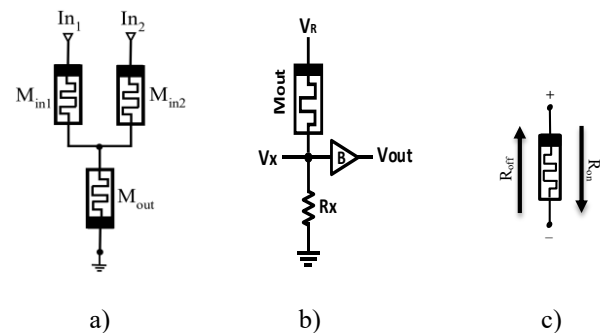 In1 In2
Min1 Min2
Mout
a)
VR
Mout
Vx B Vout
Rx
b)
+
Roff Ron
–
c)